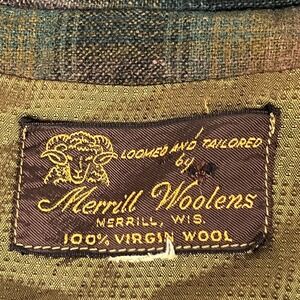 LOOMED AND TAILORED
by
Merrill Woolens
MERRILL, WIS.
100% VIRGIN WOOL